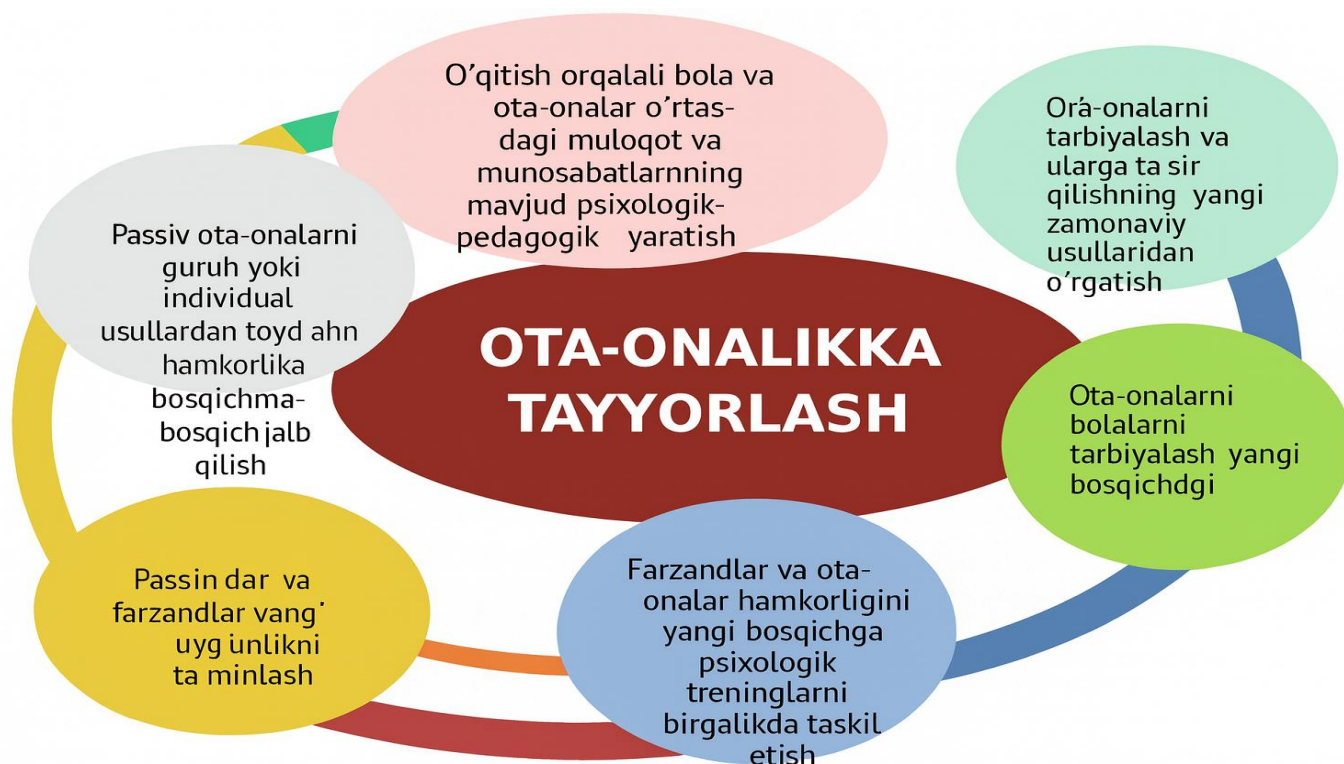 O'qitish orqalali bola va
ota-onalar o'rtas-
dagi muloqot va
munosabatlarnning
mavjud psixologik-
pedagogik yaratish
Ora-onalarni
tarbiyalash va
ularga ta sir
qilishning yangi
zamonaviy
usullaridan
o'rgatish
Passiv ota-onalarni
guruh yoki
individual
usullardan toyd ahn
hamkorlika
bosqichma-
bosqich jalb
qilish
OTA-ONALIKKA
TAYYORLASH
Ota-onalarni
bolalarni
tarbiyalash yangi
bosqichdgi
Passin dar va
farzandlar vang'
uyg unlikni
ta minlash
Farzandlar va ota-
onalar hamkorligini
yangi bosqichga
psixologik
treninglarni
birgalikda taskil
etish